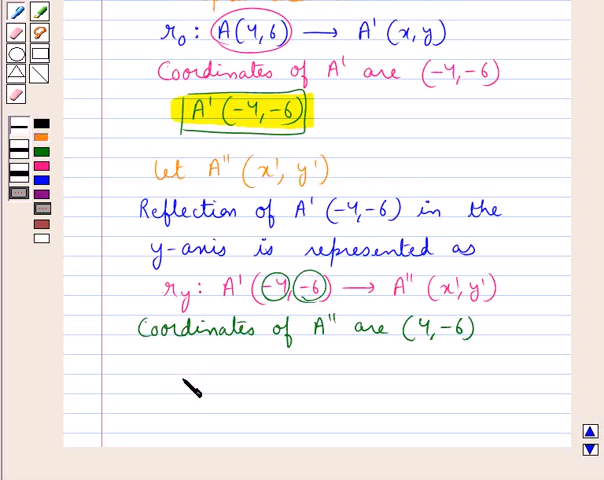 r₀ : A(4,6) ⟶ A' (x, y)
Coordinates of A' are (-4, -6)
A' (-4, -6)
let A'' (x', y')
Reflection of A' (-4, -6) in the
y-axis is represented as
ry : A' (-4, -6) ⟶ A'' (x', y')
Coordinates of A'' are (4, -6)